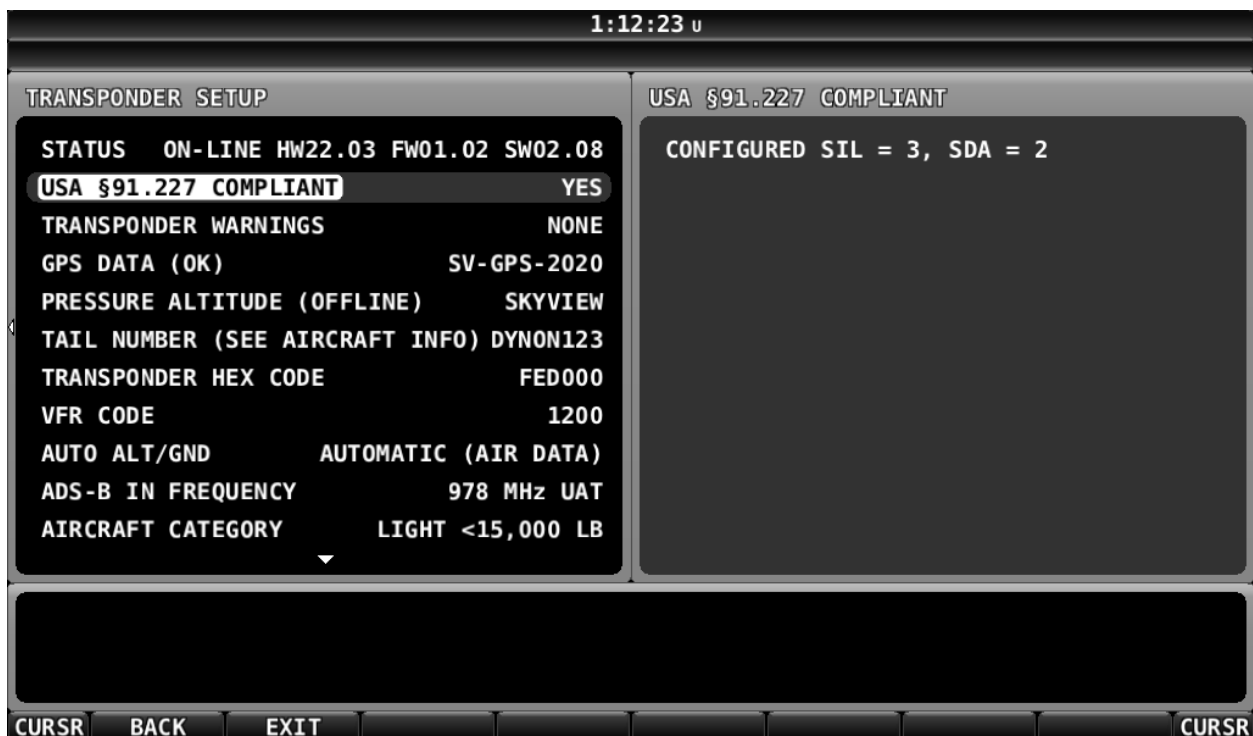 1:12:23 U
TRANSPONDER SETUP
STATUS ON-LINE HW22.03 FW01.02 SW02.08
USA §91.227 COMPLIANT YES
TRANSPONDER WARNINGS NONE
GPS DATA (OK) SV-GPS-2020
PRESSURE ALTITUDE (OFFLINE) SKYVIEW
TAIL NUMBER (SEE AIRCRAFT INFO) DYNON123
TRANSPONDER HEX CODE FED000
VFR CODE 1200
AUTO ALT/GND AUTOMATIC (AIR DATA)
ADS-B IN FREQUENCY 978 MHz UAT
AIRCRAFT CATEGORY LIGHT <15,000 LB
USA §91.227 COMPLIANT
CONFIGURED SIL = 3, SDA = 2
CURSR BACK EXIT CURSR